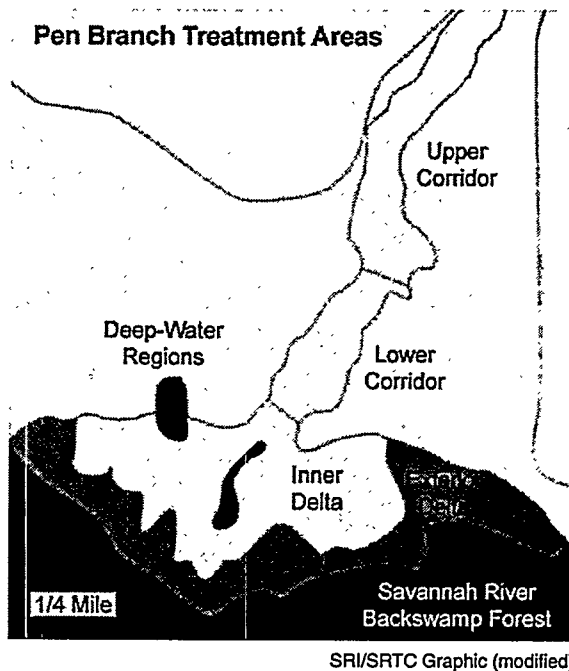 Pen Branch Treatment Areas
Upper
Corridor
Deep-Water
Regions
Lower
Corridor
Inner
Delta
Delta
1/4 Mile
Savannah River
Backswamp Forest
SRI/SRTC Graphic (modified